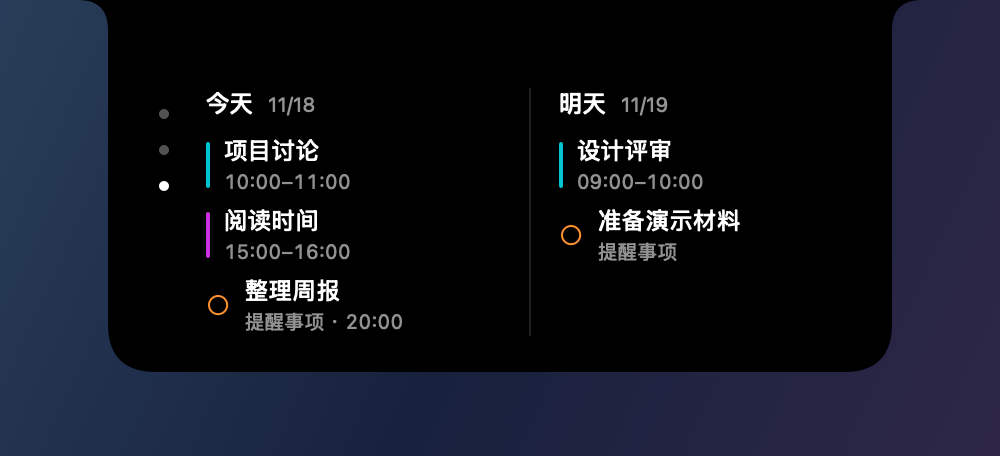 今天 11/18
项目讨论
10:00–11:00
阅读时间
15:00–16:00
整理周报
提醒事项 · 20:00
明天 11/19
设计评审
09:00–10:00
准备演示材料
提醒事项